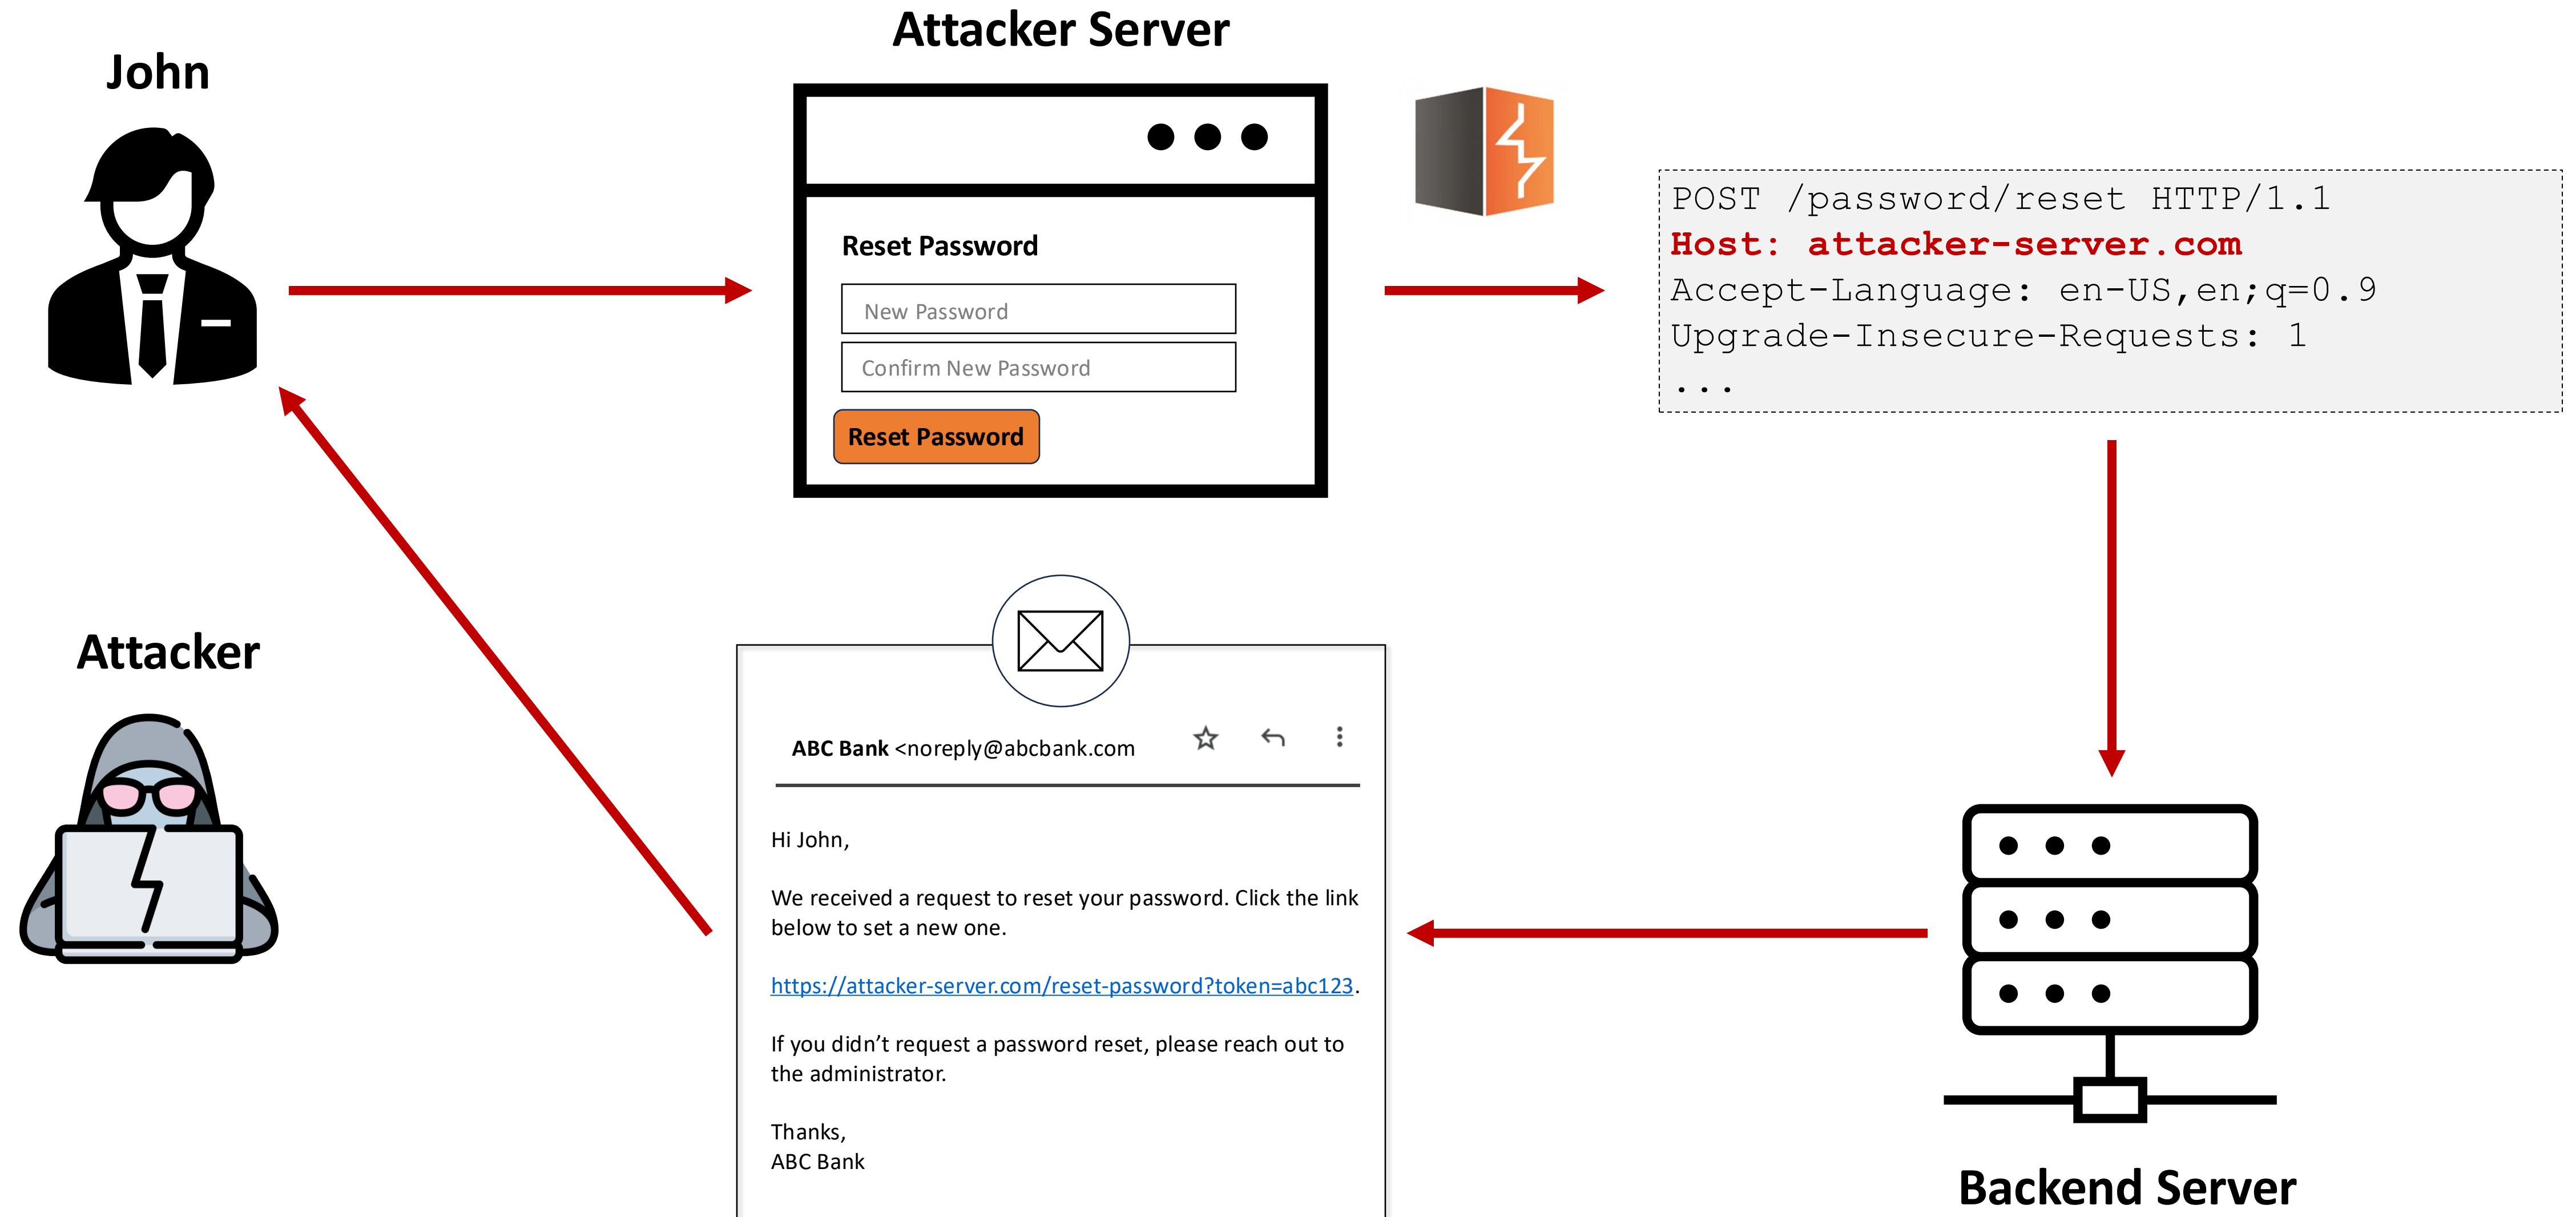 Attacker Server
John
Reset Password
New Password
Confirm New Password
Reset Password
POST /password/reset HTTP/1.1
Host: attacker-server.com
Accept-Language: en-US,en;q=0.9
Upgrade-Insecure-Requests: 1
...
Attacker
ABC Bank <noreply@abcbank.com
Hi John,
We received a request to reset your password. Click the link
below to set a new one.
https://attacker-server.com/reset-password?token=abc123.
If you didn’t request a password reset, please reach out to
the administrator.
Thanks,
ABC Bank
Backend Server